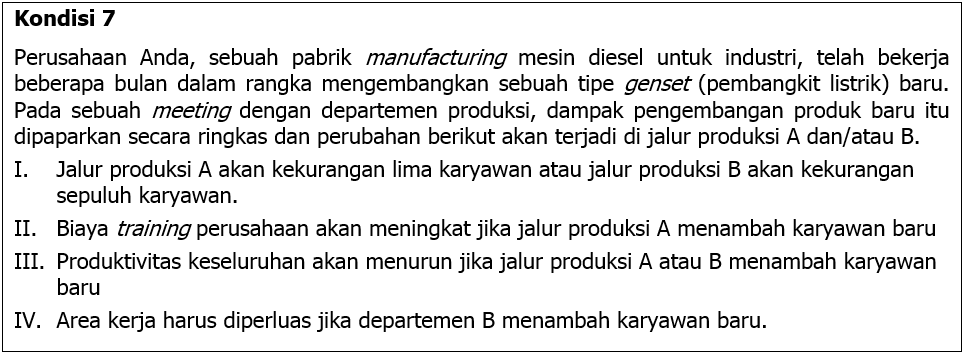 Kondisi 7
Perusahaan Anda, sebuah pabrik manufacturing mesin diesel untuk industri, telah bekerja
beberapa bulan dalam rangka mengembangkan sebuah tipe genset (pembangkit listrik) baru.
Pada sebuah meeting dengan departemen produksi, dampak pengembangan produk baru itu
dipaparkan secara ringkas dan perubahan berikut akan terjadi di jalur produksi A dan/atau B.
I. Jalur produksi A akan kekurangan lima karyawan atau jalur produksi B akan kekurangan
sepuluh karyawan.
II. Biaya training perusahaan akan meningkat jika jalur produksi A menambah karyawan baru
III. Produktivitas keseluruhan akan menurun jika jalur produksi A atau B menambah karyawan
baru
IV. Area kerja harus diperluas jika departemen B menambah karyawan baru.